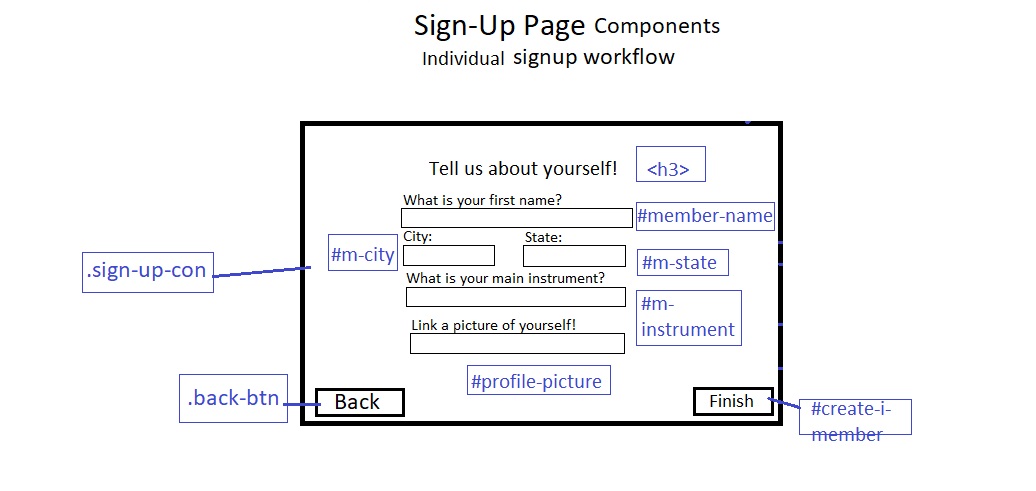 Sign-Up Page Components
Individual signup workflow
Tell us about yourself!
<h3>
What is your first name?
#member-name
City:
State:
#m-city
#m-state
.sign-up-con
What is your main instrument?
#m-
instrument
Link a picture of yourself!
#profile-picture
.back-btn
Back
Finish
#create-i-
member